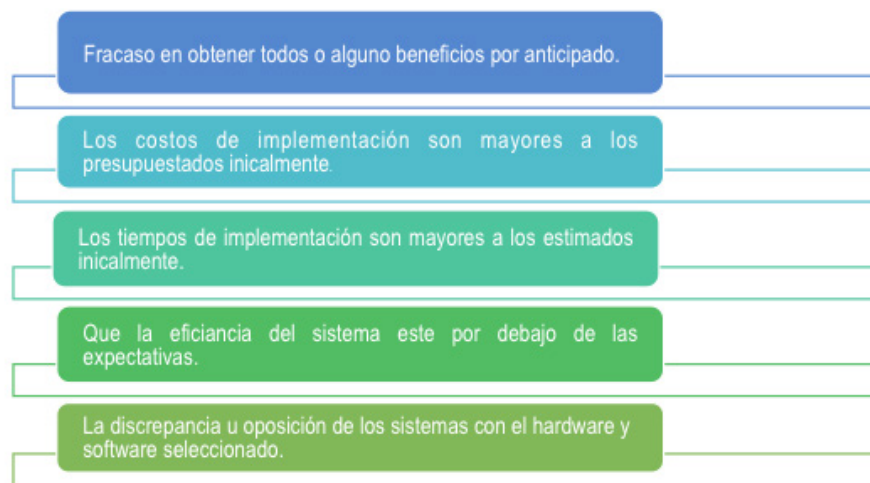 Fracaso en obtener todos o alguno beneficios por anticipado.
Los costos de implementación son mayores a los
presupuestados inicalmente.
Los tiempos de implementación son mayores a los estimados
inicalmente.
Que la eficiancia del sistema este por debajo de las
expectativas.
La discrepancia u oposición de los sistemas con el hardware y
software seleccionado.